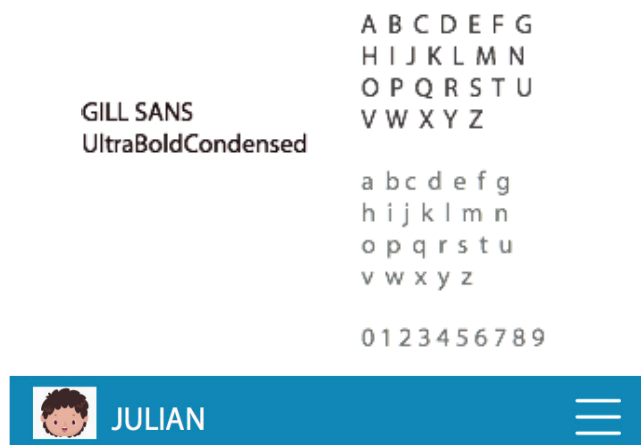 GILL SANS
UltraBoldCondensed
A B C D E F G
H I J K L M N
O P Q R S T U
V W X Y Z
a b c d e f g
h i j k l m n
o p q r s t u
v w x y z
0 1 2 3 4 5 6 7 8 9
JULIAN